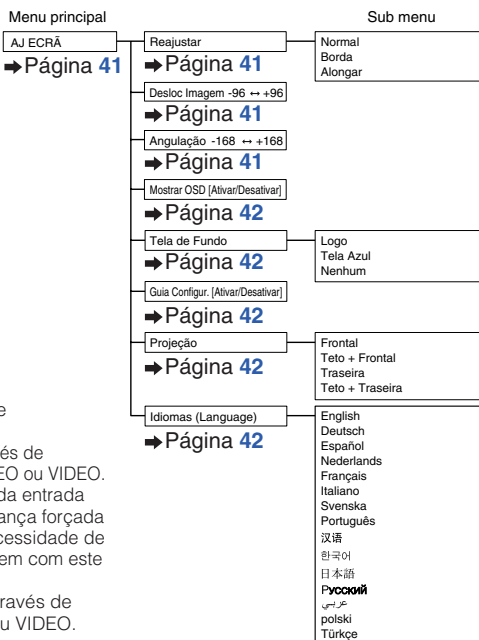 Menu principal
Sub menu
AJ ECRÃ
➡Página 41
Reajustar
➡Página 41
Normal
Borda
Alongar
Desloc Imagem -96 ↔ +96
➡Página 41
Angulação -168 ↔ +168
➡Página 41
Mostrar OSD [Ativar/Desativar]
➡Página 42
Tela de Fundo
➡Página 42
Logo
Tela Azul
Nenhum
Guia Configur. [Ativar/Desativar]
➡Página 42
Projeção
➡Página 42
Frontal
Teto + Frontal
Traseira
Teto + Traseira
Idiomas (Language)
➡Página 42
English
Deutsch
Español
Nederlands
Français
Italiano
Svenska
Português
汉语
한국어
日本語
Русский
عربي
polski
Türkçe
e
és de
EO ou VIDEO.
da entrada
ança forçada
cessidade de
em com este
ravés de
u VIDEO.